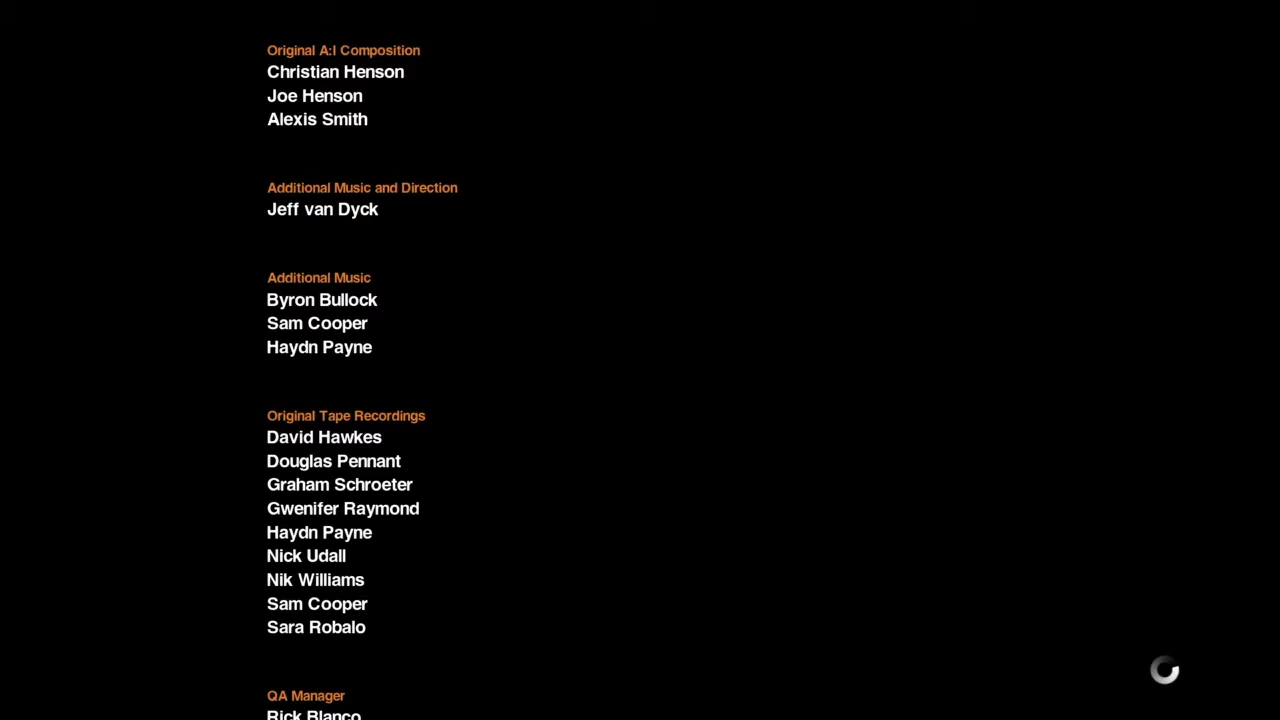 Original A:I Composition
Christian Henson
Joe Henson
Alexis Smith
Additional Music and Direction
Jeff van Dyck
Additional Music
Byron Bullock
Sam Cooper
Haydn Payne
Original Tape Recordings
David Hawkes
Douglas Pennant
Graham Schroeter
Gwenifer Raymond
Haydn Payne
Nick Udall
Nik Williams
Sam Cooper
Sara Robalo
QA Manager
Rick Blanco